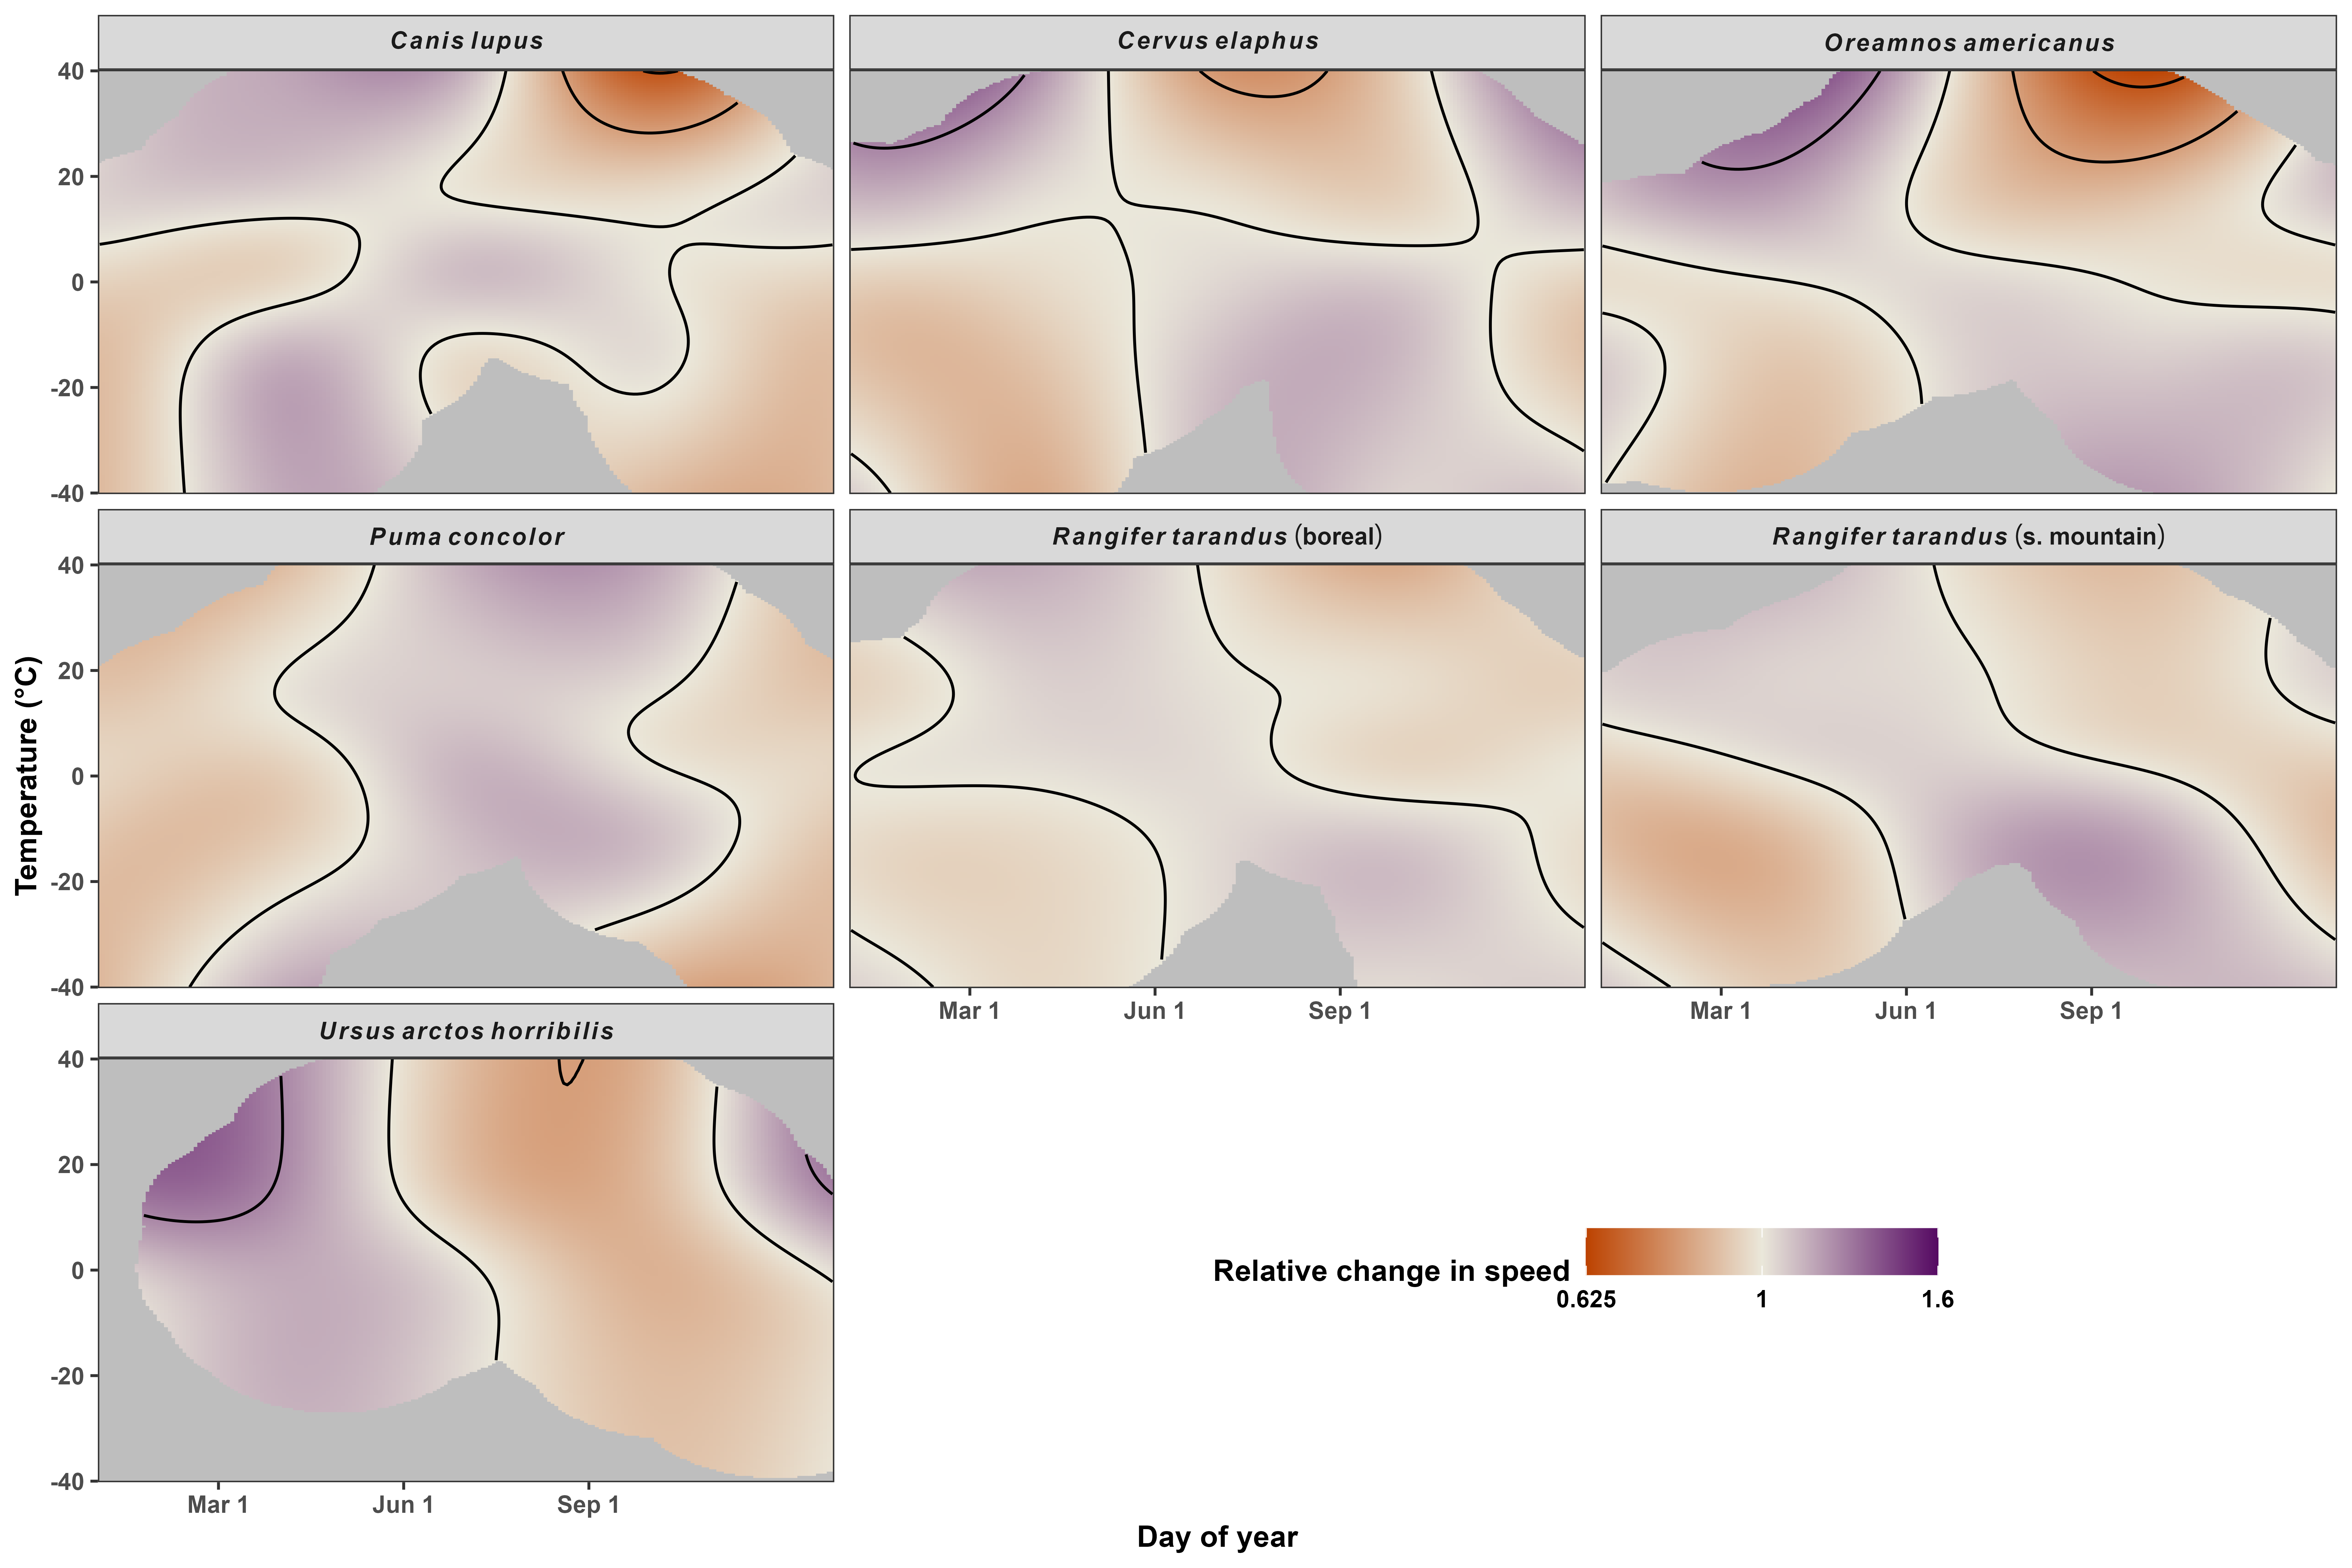 Canis lupus
Cervus elaphus
Oreamnos americanus
40
20
0
-20
-40
Puma concolor
Rangifer tarandus (boreal)
Rangifer tarandus (s. mountain)
40
20
0
-20
-40
Mar 1
Jun 1
Sep 1
Mar 1
Jun 1
Sep 1
Ursus arctos horribilis
40
20
0
-20
-40
Mar 1
Jun 1
Sep 1
Temperature (°C)
Day of year
Relative change in speed
0.625
1
1.6